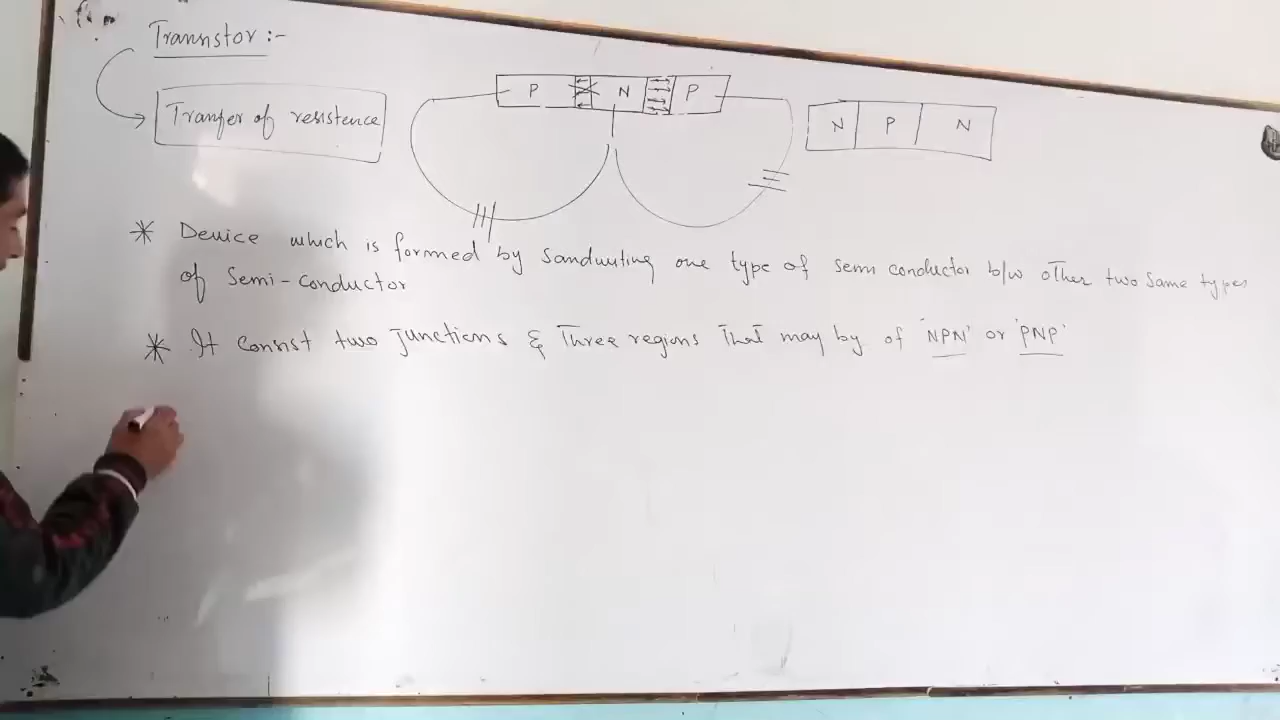 Transistor :-
Tranfer of resistence
P N P
N P N
* Device which is formed by Sandwiting one type of semi conductor b/w other two same types
of Semi-conductor
* It consist two Junctions & Three regions That may by of 'NPN' or 'PNP'